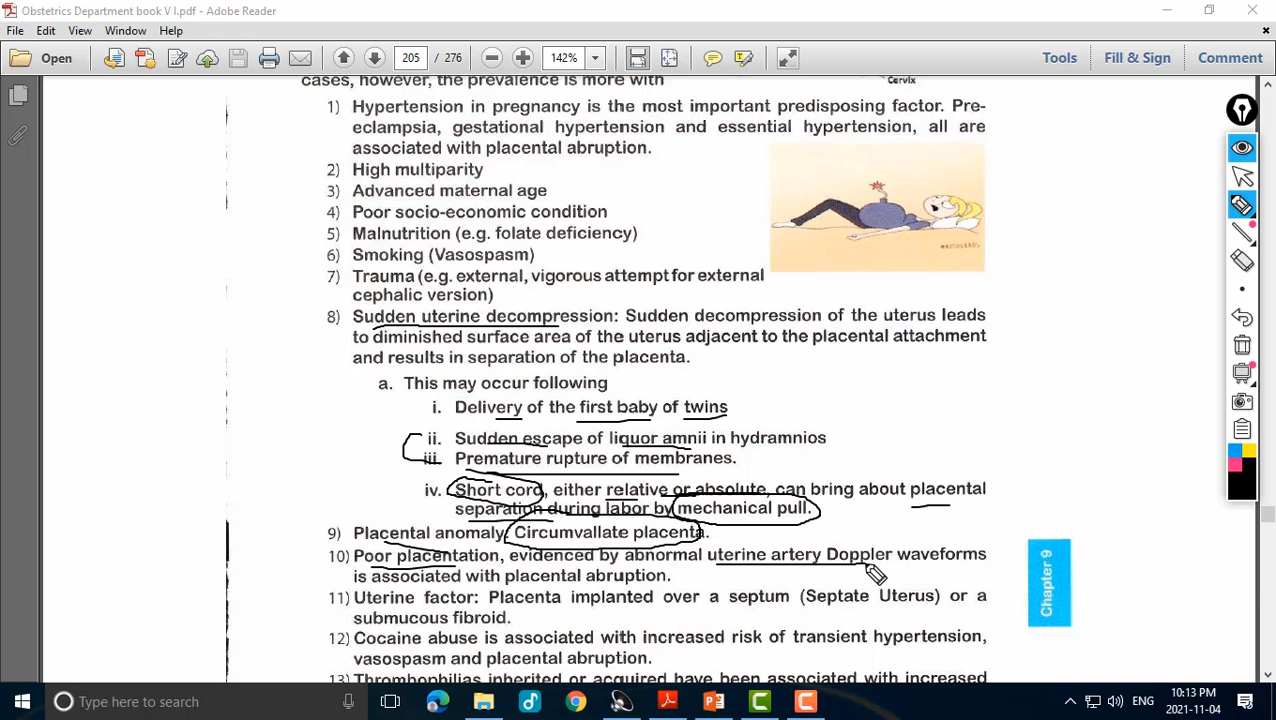 Obstetrics Department book V I.pdf - Adobe Reader
File Edit View Window Help
Open 205 / 276 142% Tools Fill & Sign Comment
cases, however, the prevalence is more with
Cervix
1) Hypertension in pregnancy is the most important predisposing factor. Pre-
eclampsia, gestational hypertension and essential hypertension, all are
associated with placental abruption.
2) High multiparity
3) Advanced maternal age
4) Poor socio-economic condition
5) Malnutrition (e.g. folate deficiency)
6) Smoking (Vasospasm)
7) Trauma (e.g. external, vigorous attempt for external
cephalic version)
8) Sudden uterine decompression: Sudden decompression of the uterus leads
to diminished surface area of the uterus adjacent to the placental attachment
and results in separation of the placenta.
a. This may occur following
i. Delivery of the first baby of twins
ii. Sudden escape of liquor amnii in hydramnios
iii. Premature rupture of membranes.
iv. Short cord, either relative or absolute, can bring about placental
separation during labor by mechanical pull.
9) Placental anomaly: Circumvallate placenta.
10) Poor placentation, evidenced by abnormal uterine artery Doppler waveforms
is associated with placental abruption.
11) Uterine factor: Placenta implanted over a septum (Septate Uterus) or a
submucous fibroid.
12) Cocaine abuse is associated with increased risk of transient hypertension,
vasospasm and placental abruption.
13) Thrombophilias inherited or acquired have been associated with increased
Chapter 9
Type here to search
ENG
10:13 PM
2021-11-04